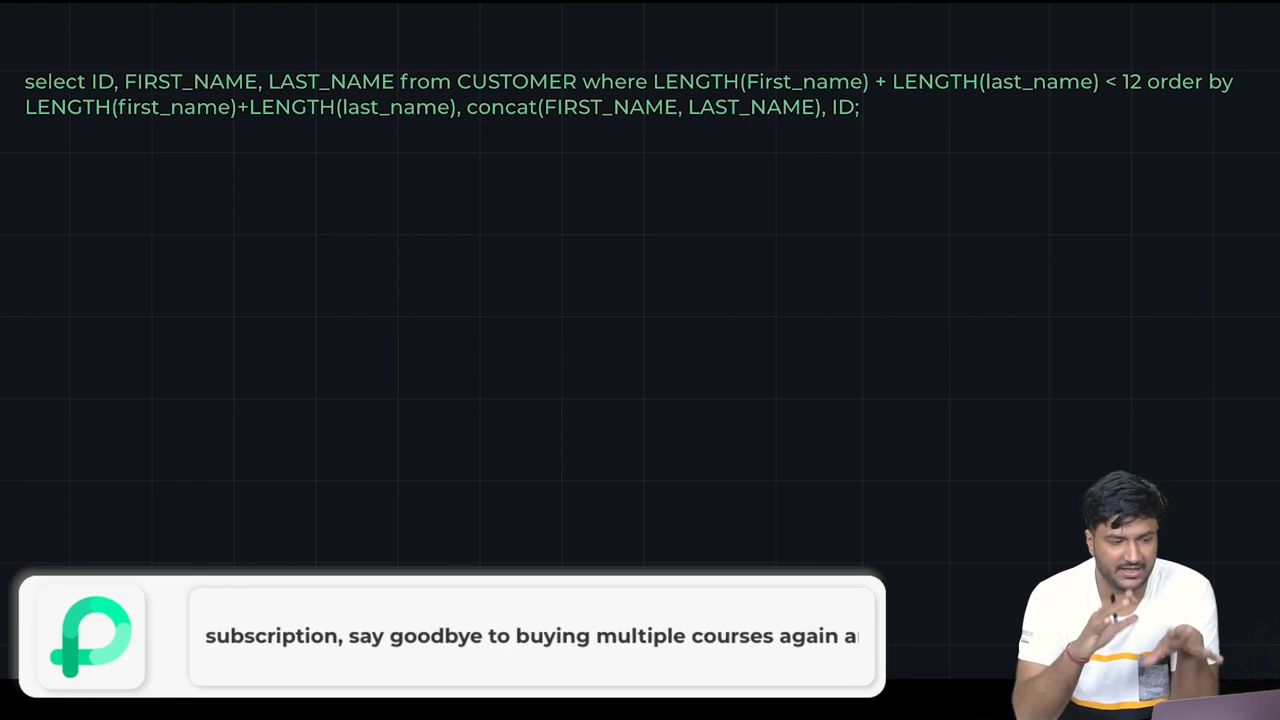 select ID, FIRST_NAME, LAST_NAME from CUSTOMER where LENGTH(First_name) + LENGTH(last_name) < 12 order by
LENGTH(first_name)+LENGTH(last_name), concat(FIRST_NAME, LAST_NAME), ID;
subscription, say goodbye to buying multiple courses again